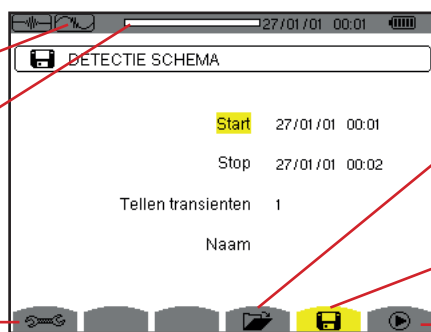 27/01/01 00:01
DETECTIE SCHEMA
Start 27/01/01 00:01
Stop 27/01/01 00:02
Tellen transienten 1
Naam